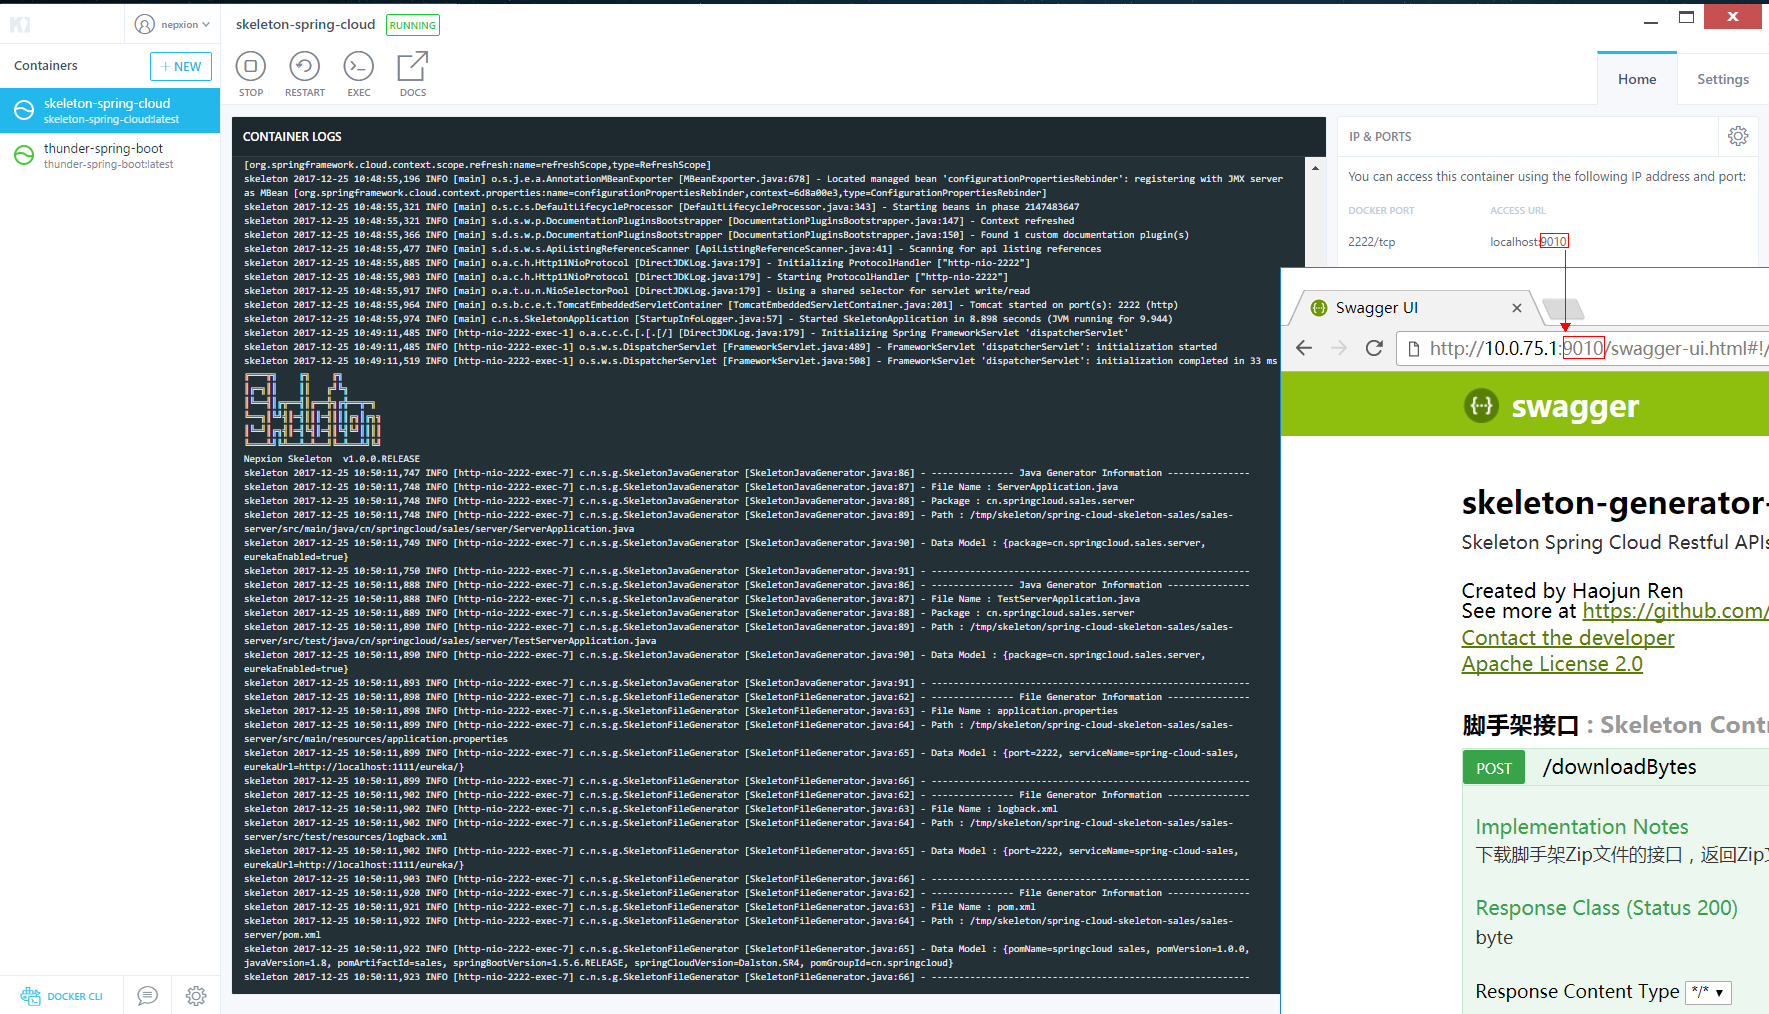 nepxion
skeleton-spring-cloud
RUNNING
Containers
+ NEW
STOP
RESTART
EXEC
DOCS
Home
Settings
skeleton-spring-cloud
skeleton-spring-cloud:latest
thunder-spring-boot
thunder-spring-boot:latest
CONTAINER LOGS
[org.springframework.cloud.context.scope.refresh:name=refreshScope,type=RefreshScope]
skeleton 2017-12-25 10:48:55,196 INFO [main] o.s.j.e.a.AnnotationMBeanExporter [MBeanExporter.java:678] - Located managed bean 'configurationPropertiesRebinder': registering with JMX server
as MBean [org.springframework.cloud.context.properties:name=configurationPropertiesRebinder,context=6d8a00e3,type=ConfigurationPropertiesRebinder]
skeleton 2017-12-25 10:48:55,321 INFO [main] o.s.c.s.DefaultLifecycleProcessor [DefaultLifecycleProcessor.java:343] - Starting beans in phase 2147483647
skeleton 2017-12-25 10:48:55,321 INFO [main] s.d.s.w.p.DocumentationPluginsBootstrapper [DocumentationPluginsBootstrapper.java:147] - Context refreshed
skeleton 2017-12-25 10:48:55,366 INFO [main] s.d.s.w.p.DocumentationPluginsBootstrapper [DocumentationPluginsBootstrapper.java:150] - Found 1 custom documentation plugin(s)
skeleton 2017-12-25 10:48:55,477 INFO [main] s.d.s.w.s.ApiListingReferenceScanner [ApiListingReferenceScanner.java:41] - Scanning for api listing references
skeleton 2017-12-25 10:48:55,885 INFO [main] o.a.c.h.Http11NioProtocol [DirectJDKLog.java:179] - Initializing ProtocolHandler ["http-nio-2222"]
skeleton 2017-12-25 10:48:55,903 INFO [main] o.a.c.h.Http11NioProtocol [DirectJDKLog.java:179] - Starting ProtocolHandler ["http-nio-2222"]
skeleton 2017-12-25 10:48:55,917 INFO [main] o.a.t.u.n.NioSelectorPool [DirectJDKLog.java:179] - Using a shared selector for servlet write/read
skeleton 2017-12-25 10:48:55,964 INFO [main] o.s.b.c.e.t.TomcatEmbeddedServletContainer [TomcatEmbeddedServletContainer.java:201] - Tomcat started on port(s): 2222 (http)
skeleton 2017-12-25 10:48:55,974 INFO [main] c.n.s.SkeletonApplication [StartupInfoLogger.java:57] - Started SkeletonApplication in 8.898 seconds (JVM running for 9.944)
skeleton 2017-12-25 10:49:11,485 INFO [http-nio-2222-exec-1] o.a.c.c.C.[.[.[/] [DirectJDKLog.java:179] - Initializing Spring FrameworkServlet 'dispatcherServlet'
skeleton 2017-12-25 10:49:11,485 INFO [http-nio-2222-exec-1] o.s.w.s.DispatcherServlet [FrameworkServlet.java:489] - FrameworkServlet 'dispatcherServlet': initialization started
skeleton 2017-12-25 10:49:11,519 INFO [http-nio-2222-exec-1] o.s.w.s.DispatcherServlet [FrameworkServlet.java:508] - FrameworkServlet 'dispatcherServlet': initialization completed in 33 ms
Nepxion Skeleton v1.0.0.RELEASE
skeleton 2017-12-25 10:50:11,747 INFO [http-nio-2222-exec-7] c.n.s.g.SkeletonJavaGenerator [SkeletonJavaGenerator.java:86] - --------------- Java Generator Information ---------------
skeleton 2017-12-25 10:50:11,748 INFO [http-nio-2222-exec-7] c.n.s.g.SkeletonJavaGenerator [SkeletonJavaGenerator.java:87] - File Name : ServerApplication.java
skeleton 2017-12-25 10:50:11,748 INFO [http-nio-2222-exec-7] c.n.s.g.SkeletonJavaGenerator [SkeletonJavaGenerator.java:88] - Package : cn.springcloud.sales.server
skeleton 2017-12-25 10:50:11,748 INFO [http-nio-2222-exec-7] c.n.s.g.SkeletonJavaGenerator [SkeletonJavaGenerator.java:89] - Path : /tmp/skeleton/spring-cloud-skeleton-sales/sales-
server/src/main/java/cn/springcloud/sales/server/ServerApplication.java
skeleton 2017-12-25 10:50:11,749 INFO [http-nio-2222-exec-7] c.n.s.g.SkeletonJavaGenerator [SkeletonJavaGenerator.java:90] - Data Model : {package=cn.springcloud.sales.server,
eurekaEnabled=true}
skeleton 2017-12-25 10:50:11,750 INFO [http-nio-2222-exec-7] c.n.s.g.SkeletonJavaGenerator [SkeletonJavaGenerator.java:91] - ----------------------------------------------------------
skeleton 2017-12-25 10:50:11,888 INFO [http-nio-2222-exec-7] c.n.s.g.SkeletonJavaGenerator [SkeletonJavaGenerator.java:86] - --------------- Java Generator Information ---------------
skeleton 2017-12-25 10:50:11,888 INFO [http-nio-2222-exec-7] c.n.s.g.SkeletonJavaGenerator [SkeletonJavaGenerator.java:87] - File Name : TestServerApplication.java
skeleton 2017-12-25 10:50:11,889 INFO [http-nio-2222-exec-7] c.n.s.g.SkeletonJavaGenerator [SkeletonJavaGenerator.java:88] - Package : cn.springcloud.sales.server
skeleton 2017-12-25 10:50:11,890 INFO [http-nio-2222-exec-7] c.n.s.g.SkeletonJavaGenerator [SkeletonJavaGenerator.java:89] - Path : /tmp/skeleton/spring-cloud-skeleton-sales/sales-
server/src/test/java/cn/springcloud/sales/server/TestServerApplication.java
skeleton 2017-12-25 10:50:11,890 INFO [http-nio-2222-exec-7] c.n.s.g.SkeletonJavaGenerator [SkeletonJavaGenerator.java:90] - Data Model : {package=cn.springcloud.sales.server,
eurekaEnabled=true}
skeleton 2017-12-25 10:50:11,893 INFO [http-nio-2222-exec-7] c.n.s.g.SkeletonJavaGenerator [SkeletonJavaGenerator.java:91] - ----------------------------------------------------------
skeleton 2017-12-25 10:50:11,898 INFO [http-nio-2222-exec-7] c.n.s.g.SkeletonFileGenerator [SkeletonFileGenerator.java:62] - --------------- File Generator Information ---------------
skeleton 2017-12-25 10:50:11,898 INFO [http-nio-2222-exec-7] c.n.s.g.SkeletonFileGenerator [SkeletonFileGenerator.java:63] - File Name : application.properties
skeleton 2017-12-25 10:50:11,899 INFO [http-nio-2222-exec-7] c.n.s.g.SkeletonFileGenerator [SkeletonFileGenerator.java:64] - Path : /tmp/skeleton/spring-cloud-skeleton-sales/sales-
server/src/main/resources/application.properties
skeleton 2017-12-25 10:50:11,899 INFO [http-nio-2222-exec-7] c.n.s.g.SkeletonFileGenerator [SkeletonFileGenerator.java:65] - Data Model : {port=2222, serviceName=spring-cloud-sales,
eurekaUrl=http://localhost:1111/eureka/}
skeleton 2017-12-25 10:50:11,899 INFO [http-nio-2222-exec-7] c.n.s.g.SkeletonFileGenerator [SkeletonFileGenerator.java:66] - ----------------------------------------------------------
skeleton 2017-12-25 10:50:11,902 INFO [http-nio-2222-exec-7] c.n.s.g.SkeletonFileGenerator [SkeletonFileGenerator.java:62] - --------------- File Generator Information ---------------
skeleton 2017-12-25 10:50:11,902 INFO [http-nio-2222-exec-7] c.n.s.g.SkeletonFileGenerator [SkeletonFileGenerator.java:63] - File Name : logback.xml
skeleton 2017-12-25 10:50:11,902 INFO [http-nio-2222-exec-7] c.n.s.g.SkeletonFileGenerator [SkeletonFileGenerator.java:64] - Path : /tmp/skeleton/spring-cloud-skeleton-sales/sales-
server/src/test/resources/logback.xml
skeleton 2017-12-25 10:50:11,902 INFO [http-nio-2222-exec-7] c.n.s.g.SkeletonFileGenerator [SkeletonFileGenerator.java:65] - Data Model : {port=2222, serviceName=spring-cloud-sales,
eurekaUrl=http://localhost:1111/eureka/}
skeleton 2017-12-25 10:50:11,903 INFO [http-nio-2222-exec-7] c.n.s.g.SkeletonFileGenerator [SkeletonFileGenerator.java:66] - ----------------------------------------------------------
skeleton 2017-12-25 10:50:11,920 INFO [http-nio-2222-exec-7] c.n.s.g.SkeletonFileGenerator [SkeletonFileGenerator.java:62] - --------------- File Generator Information ---------------
skeleton 2017-12-25 10:50:11,921 INFO [http-nio-2222-exec-7] c.n.s.g.SkeletonFileGenerator [SkeletonFileGenerator.java:63] - File Name : pom.xml
skeleton 2017-12-25 10:50:11,922 INFO [http-nio-2222-exec-7] c.n.s.g.SkeletonFileGenerator [SkeletonFileGenerator.java:64] - Path : /tmp/skeleton/spring-cloud-skeleton-sales/sales-
server/pom.xml
skeleton 2017-12-25 10:50:11,922 INFO [http-nio-2222-exec-7] c.n.s.g.SkeletonFileGenerator [SkeletonFileGenerator.java:65] - Data Model : {pomName=springcloud sales, pomVersion=1.0.0,
javaVersion=1.8, pomArtifactId=sales, springBootVersion=1.5.6.RELEASE, springCloudVersion=Dalston.SR4, pomGroupId=cn.springcloud}
skeleton 2017-12-25 10:50:11,923 INFO [http-nio-2222-exec-7] c.n.s.g.SkeletonFileGenerator [SkeletonFileGenerator.java:66] - ----------------------------------------------------------
IP & PORTS
You can access this container using the following IP address and port:
DOCKER PORT
ACCESS URL
2222/tcp
localhost:9010
Swagger UI
http://10.0.75.1:9010/swagger-ui.html#!/
{···} swagger
skeleton-generator-
Skeleton Spring Cloud Restful APIs
Created by Haojun Ren
See more at https://github.com/
Contact the developer
Apache License 2.0
脚手架接口 : Skeleton Cont
POST
/downloadBytes
Implementation Notes
下载脚手架Zip文件的接口，返回Zip
Response Class (Status 200)
byte
Response Content Type */*
DOCKER CLI